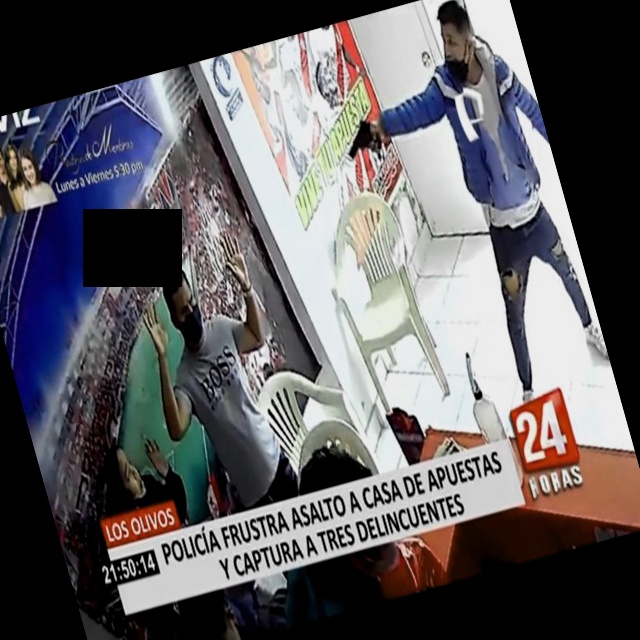 Lunes a Viernes 5:30 pm
BOSS
24
HORAS
LOS OLIVOS
21:50:14
POLICÍA FRUSTRA ASALTO A CASA DE APUESTAS
Y CAPTURA A TRES DELINCUENTES